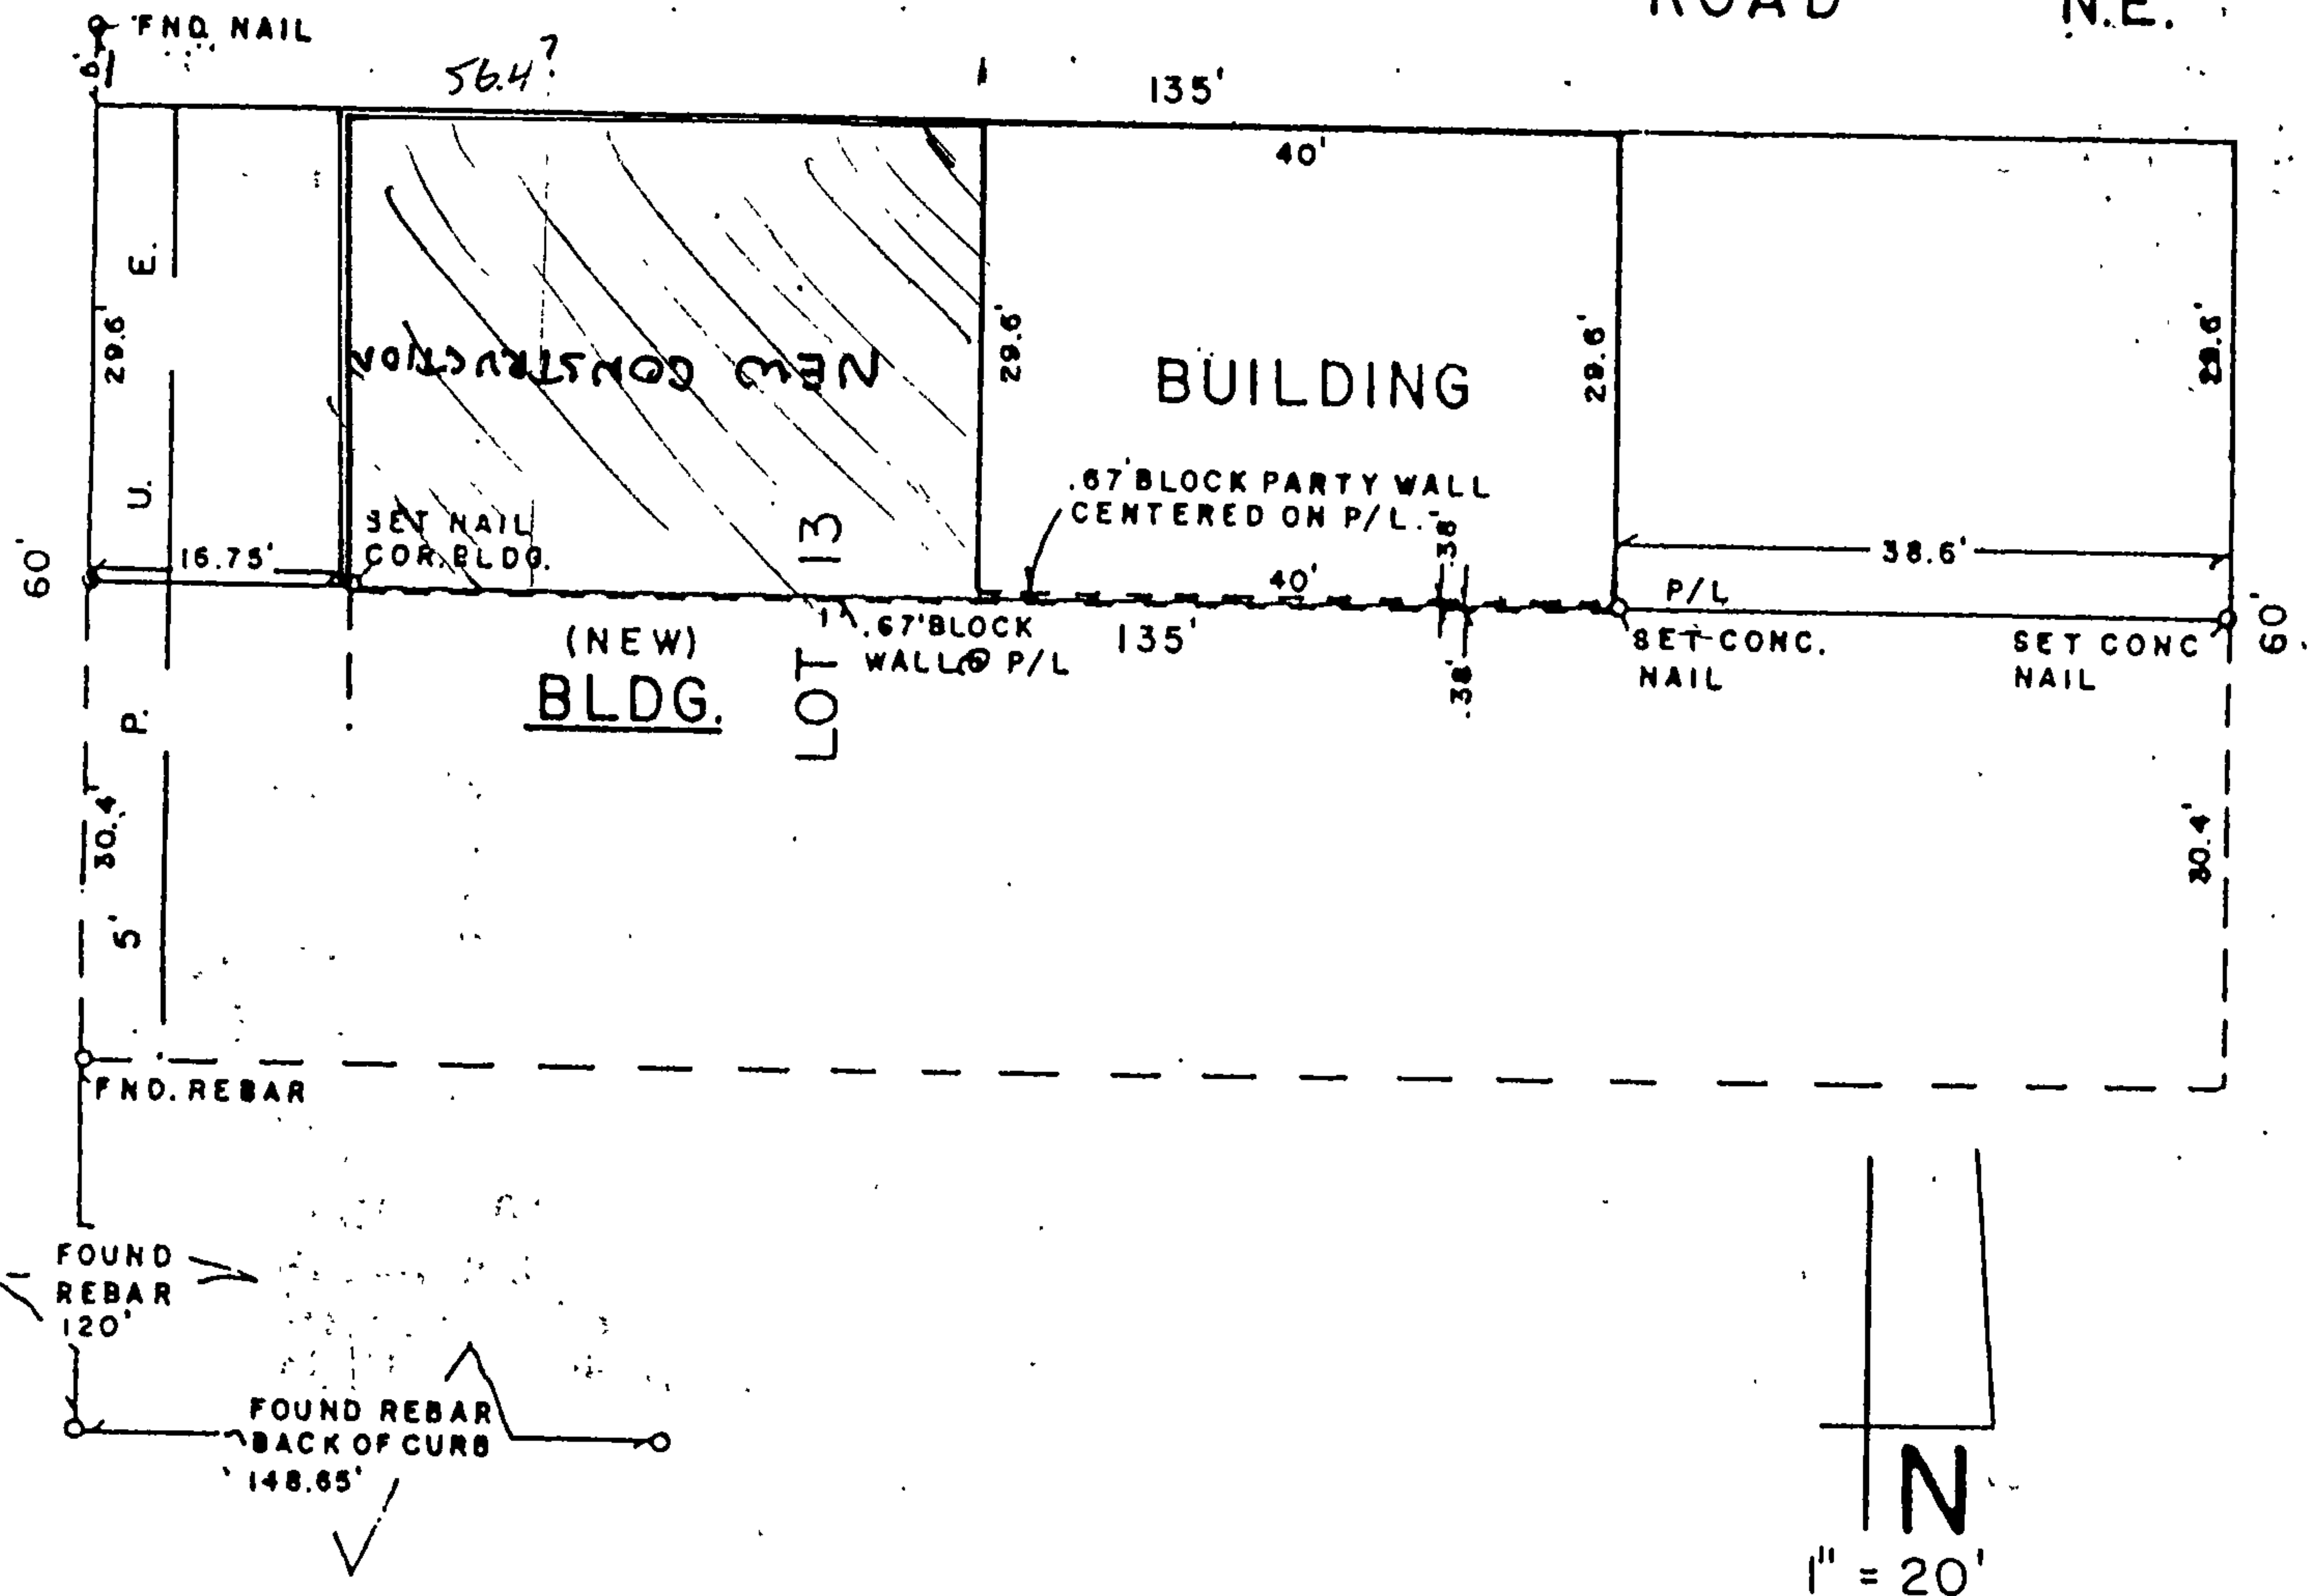 ROAD N.E.
FND. NAIL
6'
56.4?
135'
40'
29.6'
5' P. U. E.
NEW CONSTRUCTION
29.6'
BUILDING
29.6'
29.6'
.67' BLOCK PARTY WALL
CENTERED ON P/L.
.38'
SET NAIL
COR. BLDG.
16.75'
60'
38.6'
40'
P/L
LOT 13
(NEW)
BLDG.
.67' BLOCK
WALL @ P/L
135'
.38'
SET CONC.
NAIL
SET CONC
NAIL
60'
30.4'
30.4'
FND. REBAR
FOUND
REBAR
120'
FOUND REBAR
BACK OF CURB
148.65'
N
1" = 20'